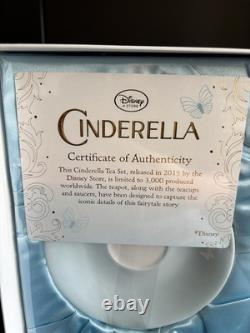 Disney
STORE
CINDERELLA
Certificate of Authenticity
This Cinderella Tea Set, released in 2015 by the
Disney Store, is limited to 3,000 produced
worldwide. The teapot, along with the teacups
and saucers, have been designed to capture the
iconic details of this fairytale story.
©Disney